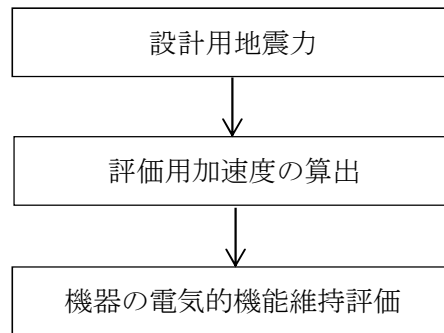 設計用地震力
評価用加速度の算出
機器の電気的機能維持評価